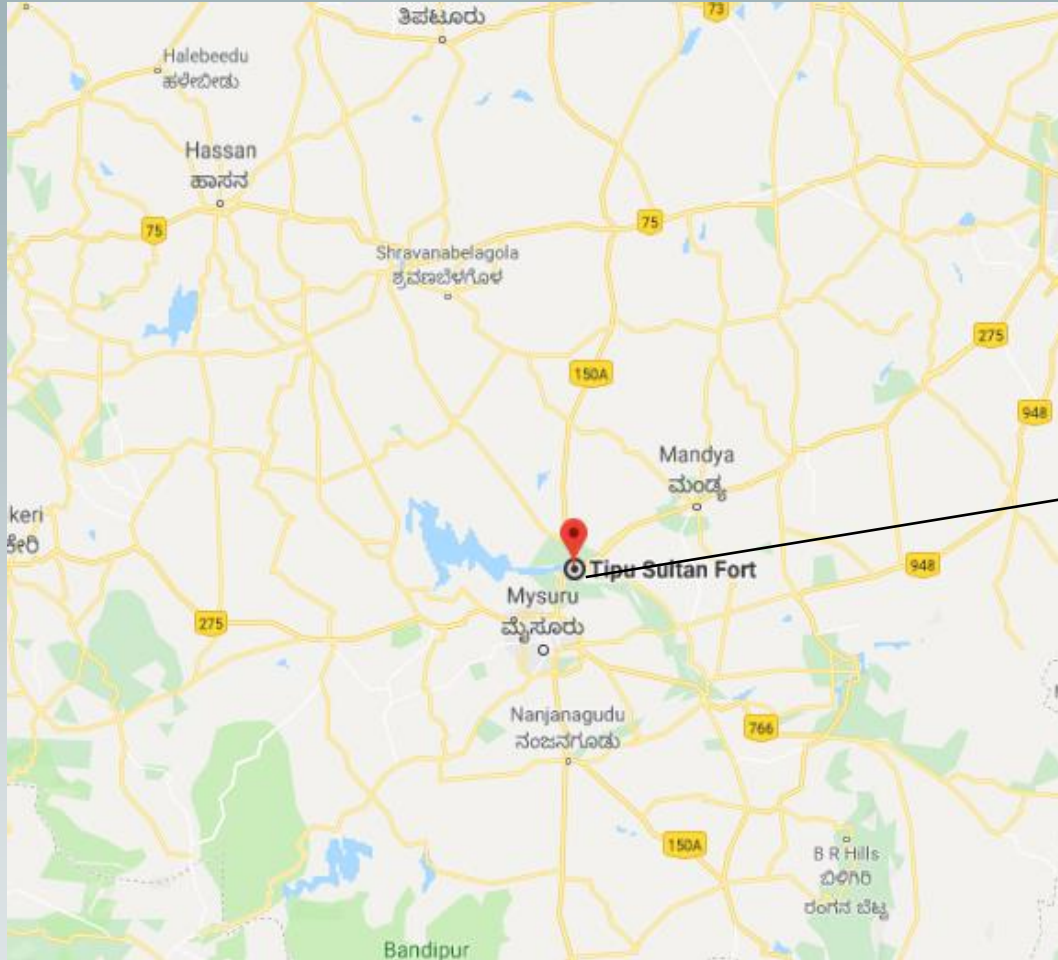 73
ತಿಪಟೂರು
Halebeedu
ಹಳೇಬೀಡು
Hassan
ಹಾಸನ
75
75
Shravanabelagola
ಶ್ರವಣಬೆಳಗೊಳ
275
150A
948
Mandya
ಮಂಡ್ಯ
keri
ಕೇರಿ
948
Tipu Sultan Fort
Mysuru
ಮೈಸೂರು
275
Nanjanagudu
ನಂಜನಗೂಡು
766
150A
B R Hills
ಬಿಳಿಗಿರಿ
ರಂಗನ ಬೆಟ್ಟ
Bandipur